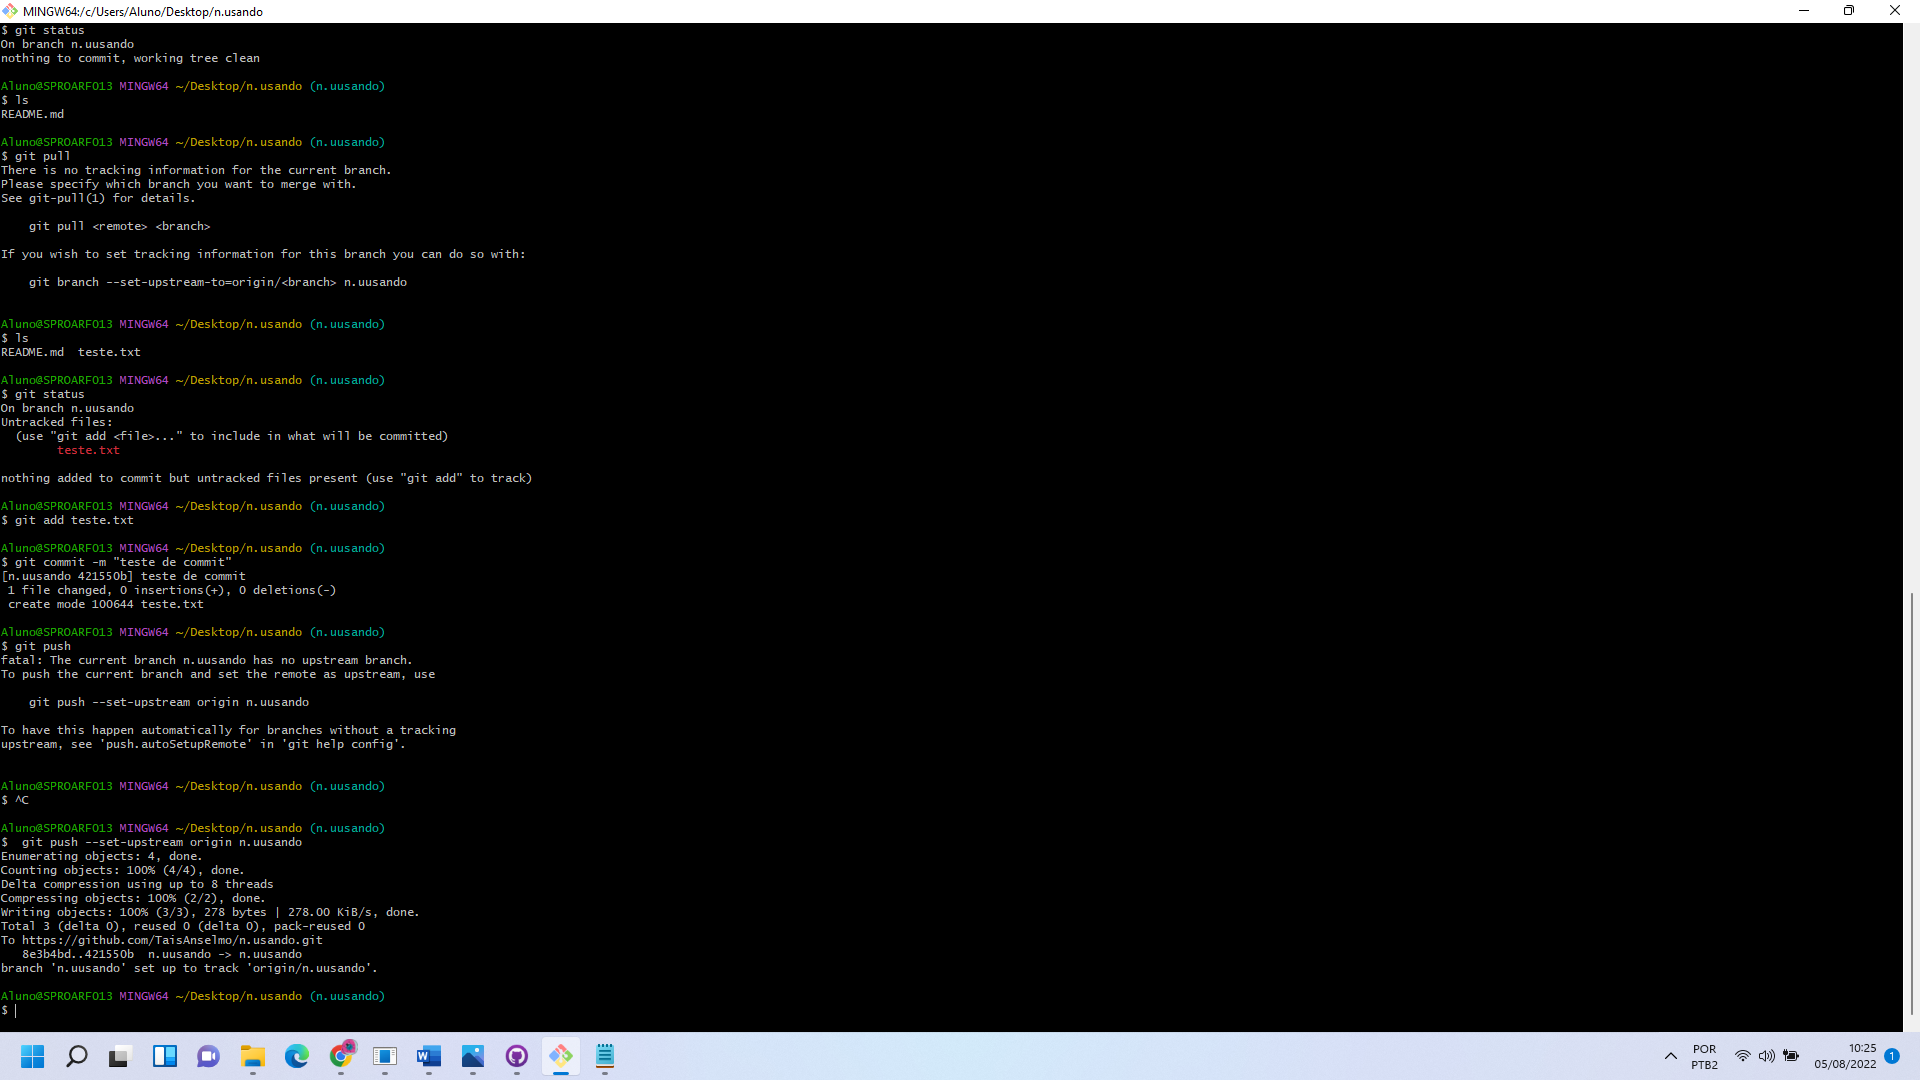 MINGW64:/c/Users/Aluno/Desktop/n.usando
$ git status
On branch n.uusando
nothing to commit, working tree clean
Aluno@SPROARF013 MINGW64 ~/Desktop/n.usando (n.uusando)
$ ls
README.md
Aluno@SPROARF013 MINGW64 ~/Desktop/n.usando (n.uusando)
$ git pull
There is no tracking information for the current branch.
Please specify which branch you want to merge with.
See git-pull(1) for details.
git pull <remote> <branch>
If you wish to set tracking information for this branch you can do so with:
git branch --set-upstream-to=origin/<branch> n.uusando
Aluno@SPROARF013 MINGW64 ~/Desktop/n.usando (n.uusando)
$ ls
README.md  teste.txt
Aluno@SPROARF013 MINGW64 ~/Desktop/n.usando (n.uusando)
$ git status
On branch n.uusando
Untracked files:
(use "git add <file>..." to include in what will be committed)
teste.txt
nothing added to commit but untracked files present (use "git add" to track)
Aluno@SPROARF013 MINGW64 ~/Desktop/n.usando (n.uusando)
$ git add teste.txt
Aluno@SPROARF013 MINGW64 ~/Desktop/n.usando (n.uusando)
$ git commit -m "teste de commit"
[n.uusando 421550b] teste de commit
1 file changed, 0 insertions(+), 0 deletions(-)
create mode 100644 teste.txt
Aluno@SPROARF013 MINGW64 ~/Desktop/n.usando (n.uusando)
$ git push
fatal: The current branch n.uusando has no upstream branch.
To push the current branch and set the remote as upstream, use
git push --set-upstream origin n.uusando
To have this happen automatically for branches without a tracking
upstream, see 'push.autoSetupRemote' in 'git help config'.
Aluno@SPROARF013 MINGW64 ~/Desktop/n.usando (n.uusando)
$ ^C
Aluno@SPROARF013 MINGW64 ~/Desktop/n.usando (n.uusando)
$  git push --set-upstream origin n.uusando
Enumerating objects: 4, done.
Counting objects: 100% (4/4), done.
Delta compression using up to 8 threads
Compressing objects: 100% (2/2), done.
Writing objects: 100% (3/3), 278 bytes | 278.00 KiB/s, done.
Total 3 (delta 0), reused 0 (delta 0), pack-reused 0
To https://github.com/TaisAnselmo/n.usando.git
8e3b4bd..421550b  n.uusando -> n.uusando
branch 'n.uusando' set up to track 'origin/n.uusando'.
Aluno@SPROARF013 MINGW64 ~/Desktop/n.usando (n.uusando)
$
POR
PTB2
10:25
05/08/2022
1